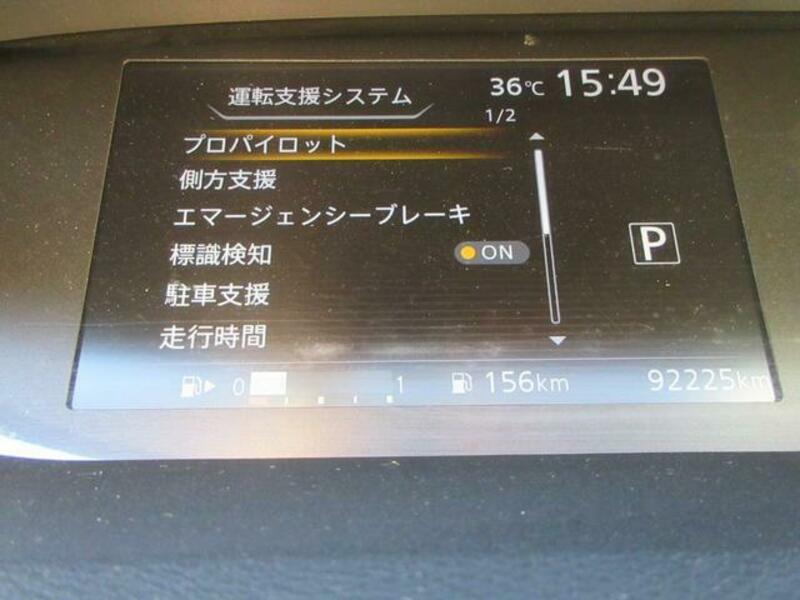 運転支援システム 36℃ 15:49
1/2
プロパイロット
側方支援
エマージェンシーブレーキ
標識検知 ON
P
駐車支援
走行時間
0 1 156km 92225km